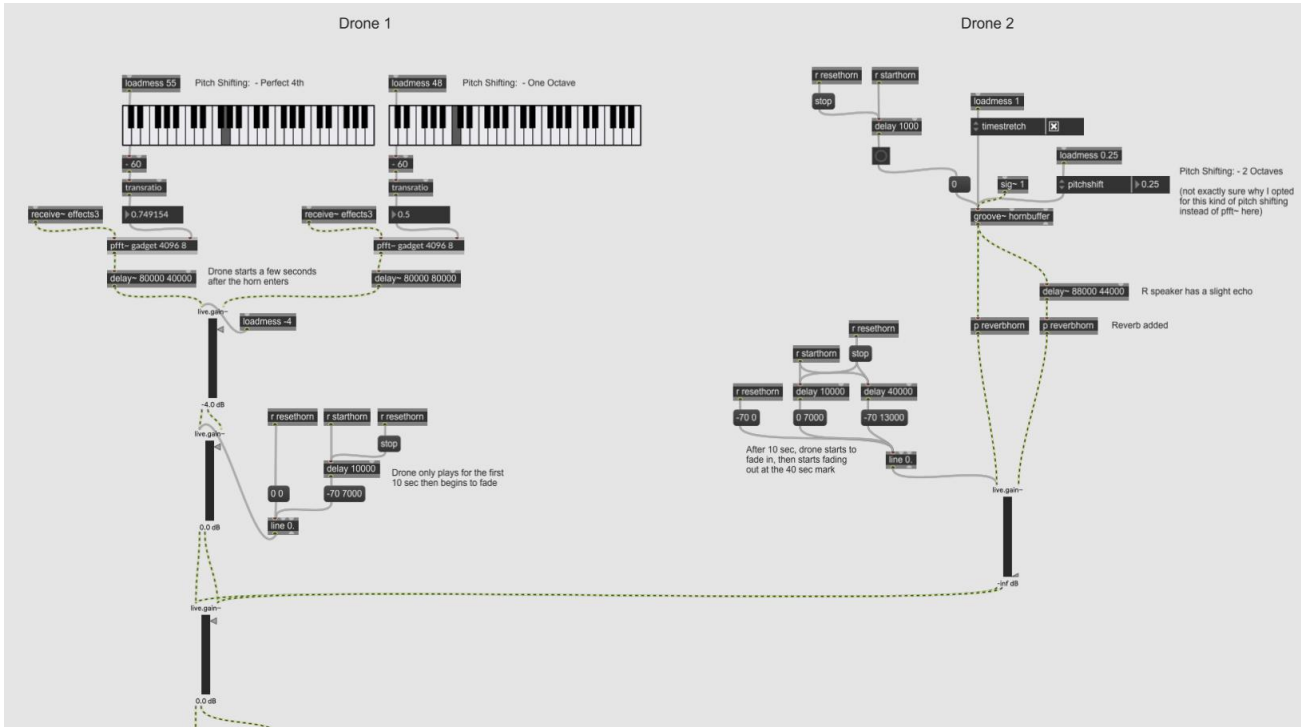 Drone 1
Drone 2
loadmess 55
Pitch Shifting: - Perfect 4th
loadmess 48
Pitch Shifting: - One Octave
- 60
transratio
0.749154
receive~ effects3
pfft~ gadget 4096 8
delay~ 80000 40000
Drone starts a few seconds
after the horn enters
- 60
transratio
0.5
receive~ effects3
pfft~ gadget 4096 8
delay~ 80000 80000
live.gain~
loadmess -4
-4.0 dB
live.gain~
0.0 dB
r resethorn
r starthorn
r resethorn
stop
delay 10000
Drone only plays for the first
10 sec then begins to fade
0 0
-70 7000
line 0.
live.gain~
0.0 dB
r resethorn
r starthorn
stop
delay 1000
loadmess 1
timestretch
loadmess 0.25
0
sig~ 1
pitchshift
0.25
Pitch Shifting: - 2 Octaves
(not exactly sure why I opted
for this kind of pitch shifting
instead of pfft~ here)
groove~ hornbuffer
delay~ 88000 44000
R speaker has a slight echo
p reverbhorn
p reverbhorn
Reverb added
r resethorn
r starthorn
stop
r resethorn
delay 10000
delay 40000
-70 0
0 7000
-70 13000
After 10 sec, drone starts to
fade in, then starts fading
out at the 40 sec mark
line 0.
live.gain~
-inf dB